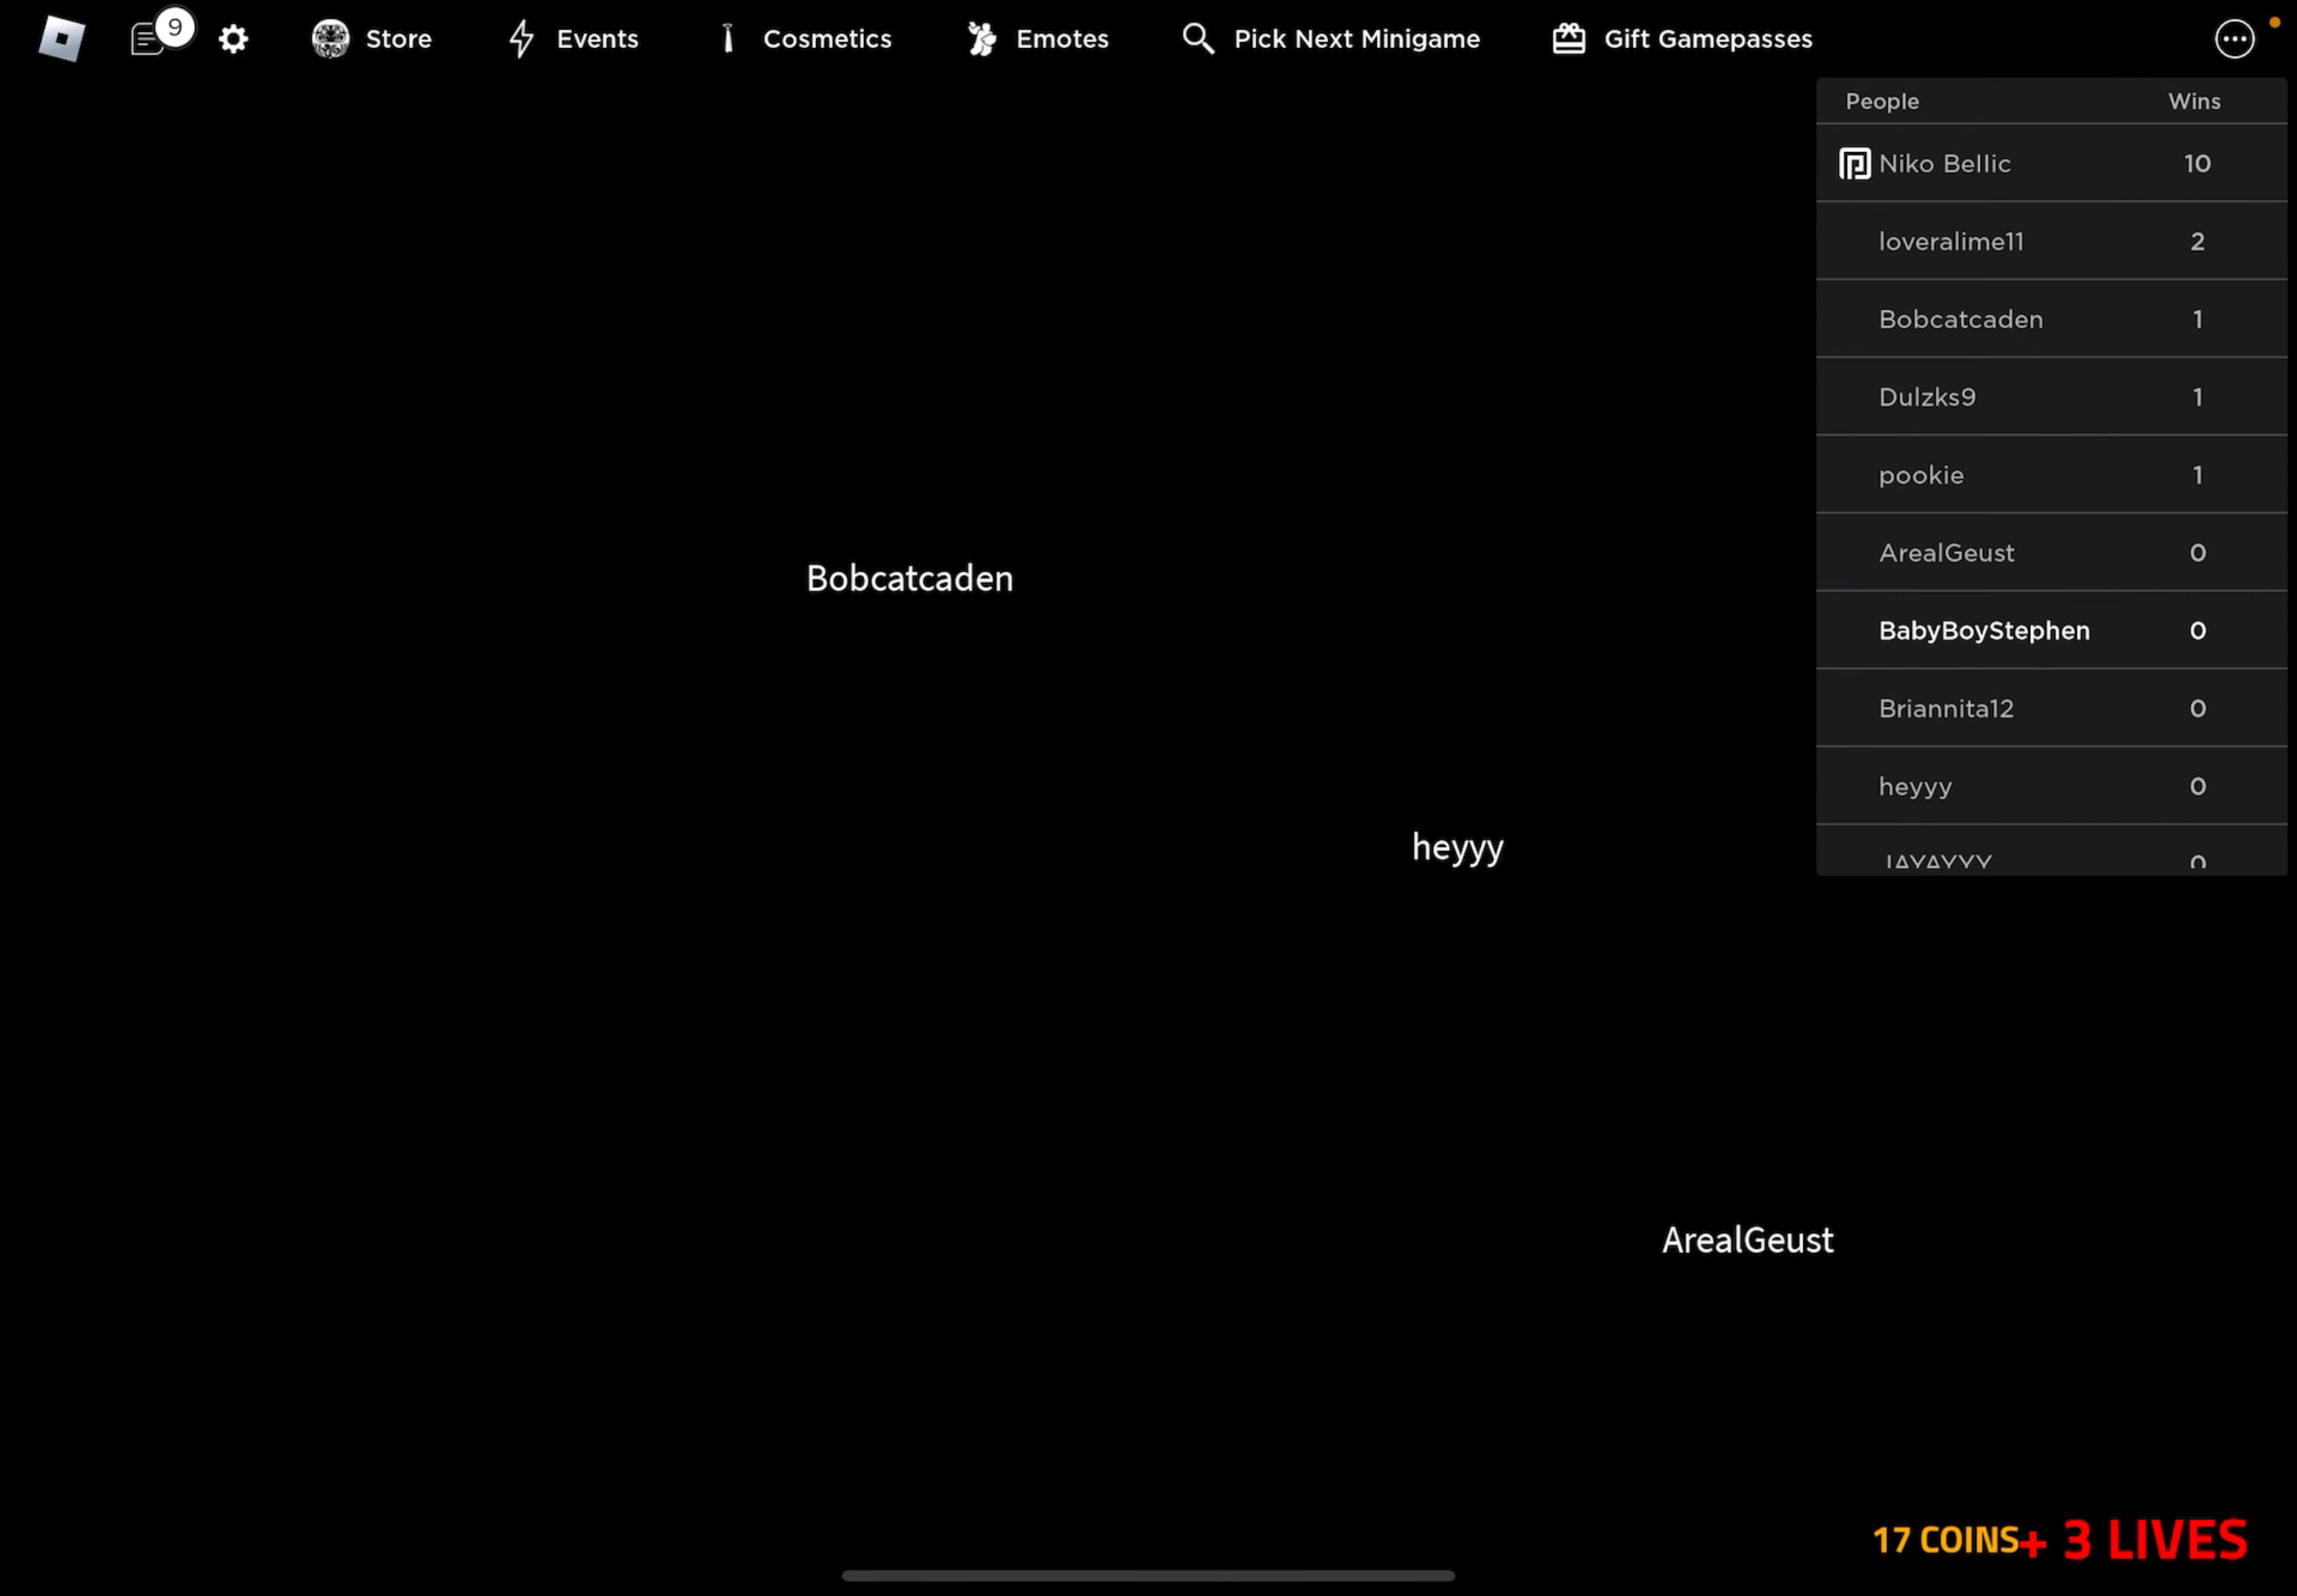 9
Store
Events
Cosmetics
Emotes
Pick Next Minigame
Gift Gamepasses
People Wins
Niko Bellic 10
loveralime11 2
Bobcatcaden 1
Dulzks9 1
pookie 1
ArealGeust 0
BabyBoyStephen 0
Briannita12 0
heyyy 0
0
Bobcatcaden
heyyy
ArealGeust
17 COINS+ 3 LIVES